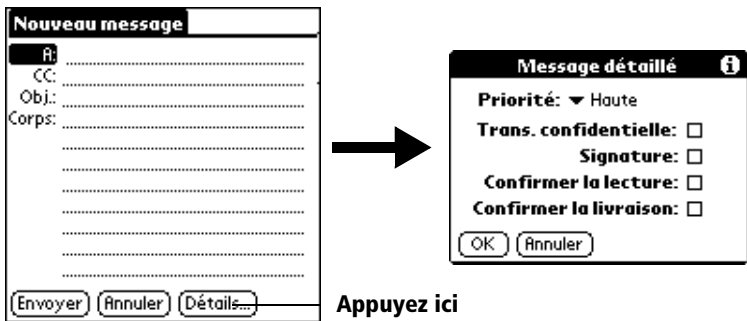 Nouveau message
A:
CC:
Obj.:
Corps:
Envoyer Annuler Détails...
Appuyez ici
Message détaillé i
Priorité: Haute
Trans. confidentielle:
Signature:
Confirmer la lecture:
Confirmer la livraison:
OK Annuler